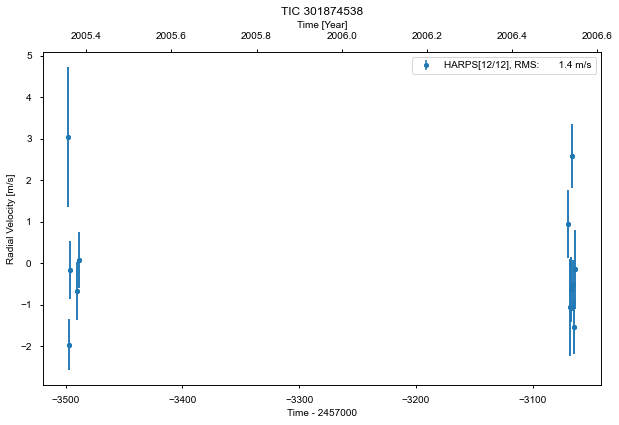 TIC 301874538
Time [Year]
2005.4 2005.6 2005.8 2006.0 2006.2 2006.4 2006.6
HARPS[12/12], RMS: 1.4 m/s
5
4
3
2
1
0
−1
−2
Radial Velocity [m/s]
−3500 −3400 −3300 −3200 −3100
Time - 2457000